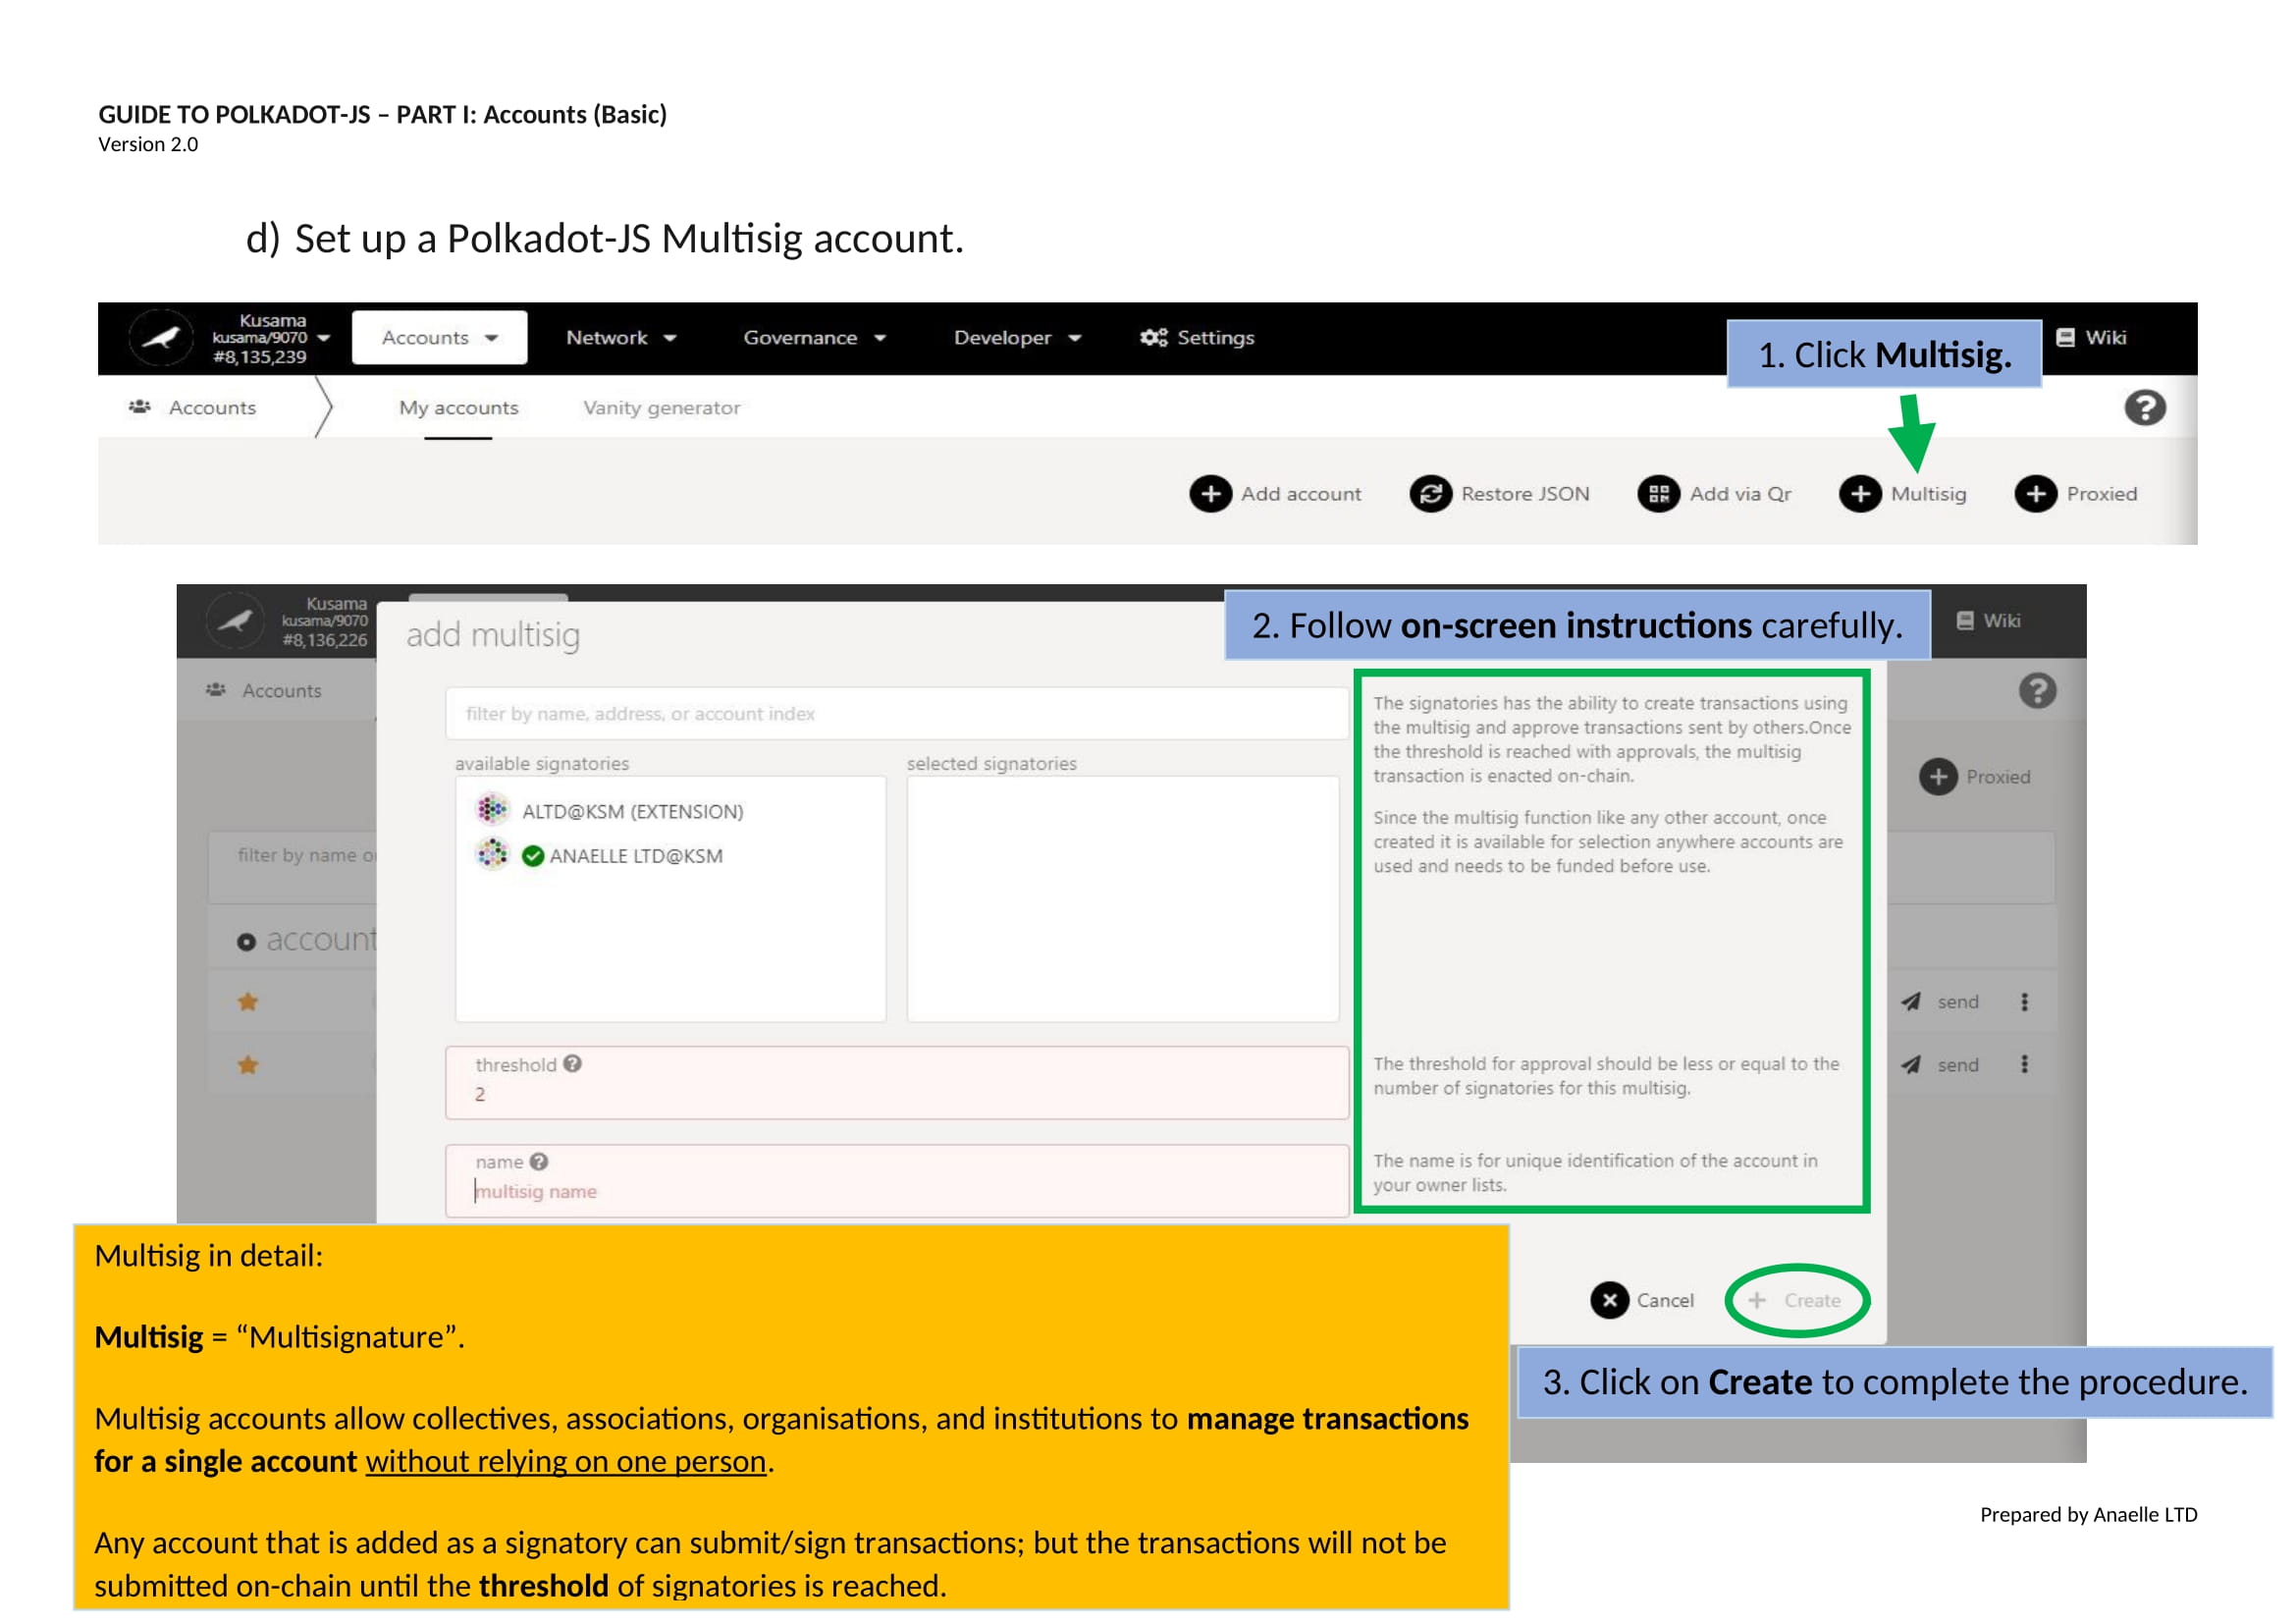 GUIDE TO POLKADOT-JS – PART I: Accounts (Basic)
Version 2.0
d) Set up a Polkadot-JS Multisig account.
Kusama
kusama/9070
#8,135,239
Accounts
Network
Governance
Developer
Settings
1. Click Multisig.
Wiki
Accounts
My accounts
Vanity generator
Add account
Restore JSON
Add via Qr
Multisig
Proxied
Kusama
kusama/9070
#8,136,226
add multisig
2. Follow on-screen instructions carefully.
Wiki
Accounts
filter by name, address, or account index
available signatories
selected signatories
ALTD@KSM (EXTENSION)
ANAELLE LTD@KSM
The signatories has the ability to create transactions using
the multisig and approve transactions sent by others.Once
the threshold is reached with approvals, the multisig
transaction is enacted on-chain.
Since the multisig function like any other account, once
created it is available for selection anywhere accounts are
used and needs to be funded before use.
Proxied
filter by name o
account
send
send
threshold
2
The threshold for approval should be less or equal to the
number of signatories for this multisig.
name
multisig name
The name is for unique identification of the account in
your owner lists.
Cancel
Create
3. Click on Create to complete the procedure.
Multisig in detail:
Multisig = “Multisignature”.
Multisig accounts allow collectives, associations, organisations, and institutions to manage transactions
for a single account without relying on one person.
Any account that is added as a signatory can submit/sign transactions; but the transactions will not be
submitted on-chain until the threshold of signatories is reached.
Prepared by Anaelle LTD